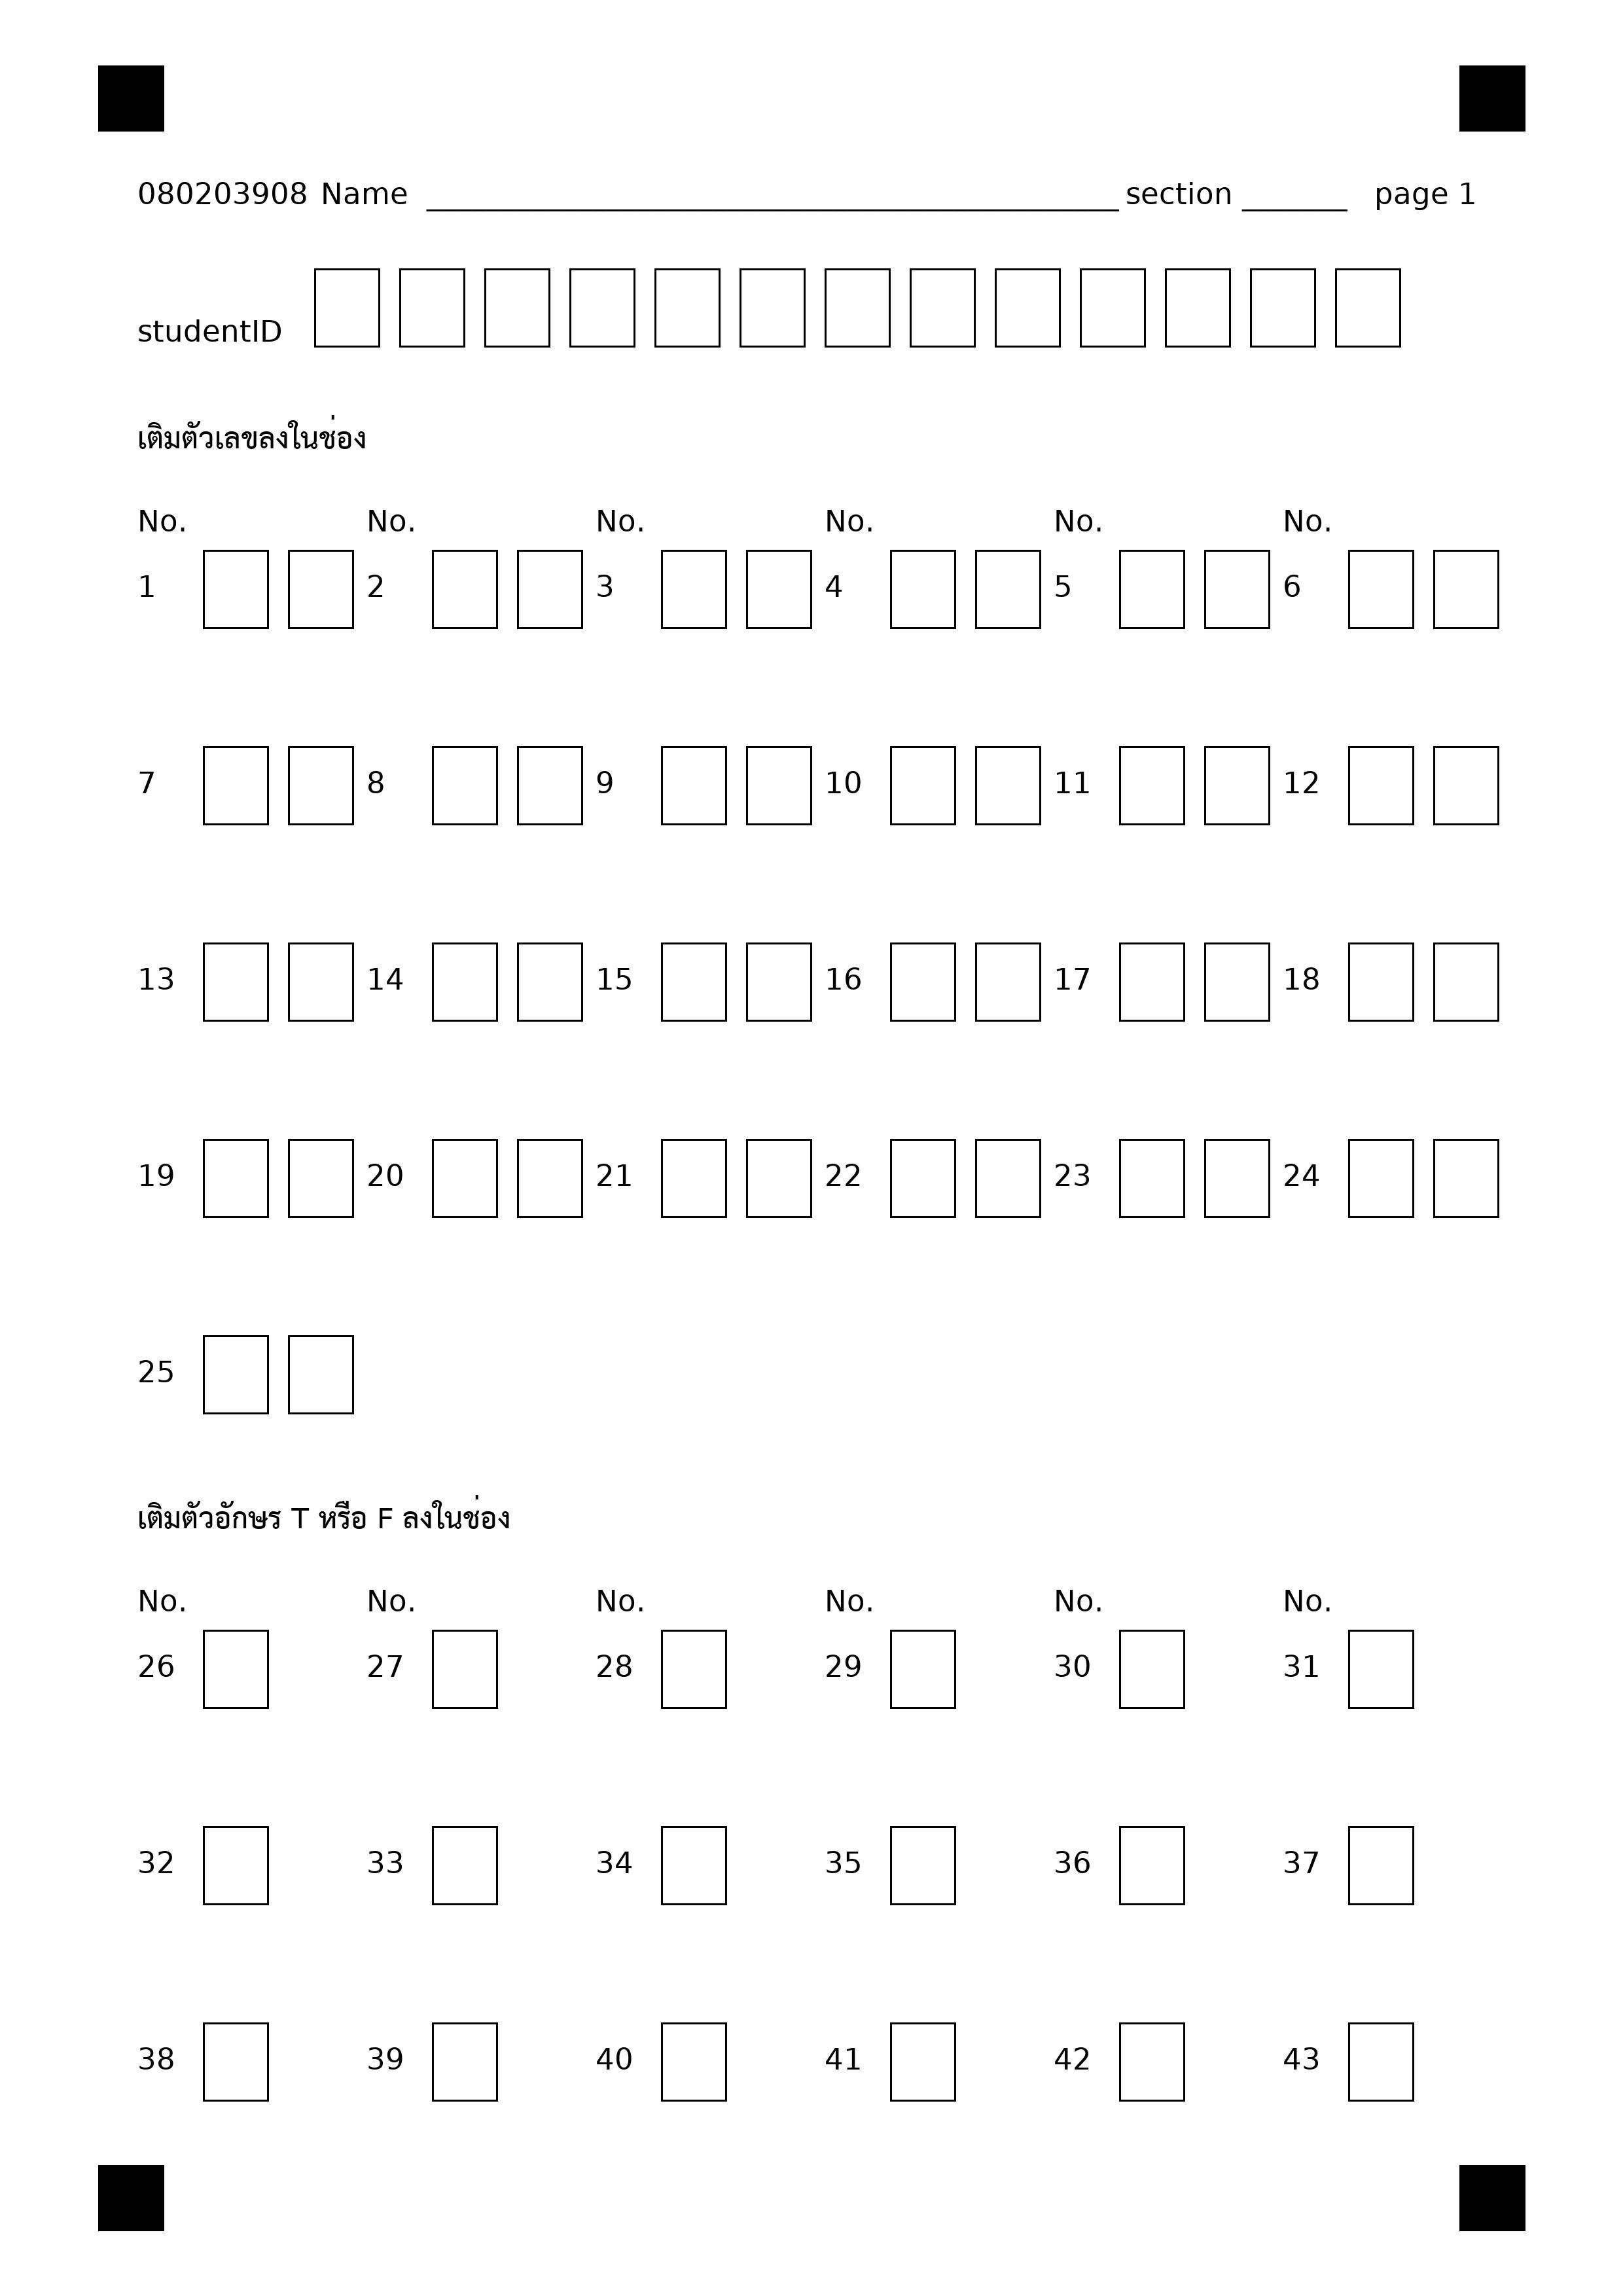 080203908 Name section page 1
studentID
เติมตัวเลขลงในช่อง
No. No. No. No. No. No.
1 2 3 4 5 6
7 8 9 10 11 12
13 14 15 16 17 18
19 20 21 22 23 24
25
เติมตัวอักษร T หรือ F ลงในช่อง
No. No. No. No. No. No.
26 27 28 29 30 31
32 33 34 35 36 37
38 39 40 41 42 43